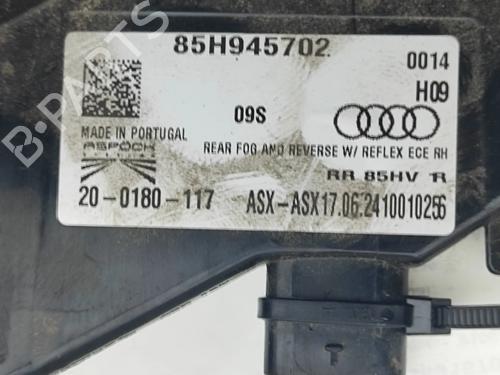 85H945702
0014
H09
09S
MADE IN PORTUGAL
ASPÖCK
REAR FOG AND REVERSE W/ REFLEX ECE RH
RR 85HV 1R
20-0180-117
ASX-ASX17.06.2410010256
B-PARTS